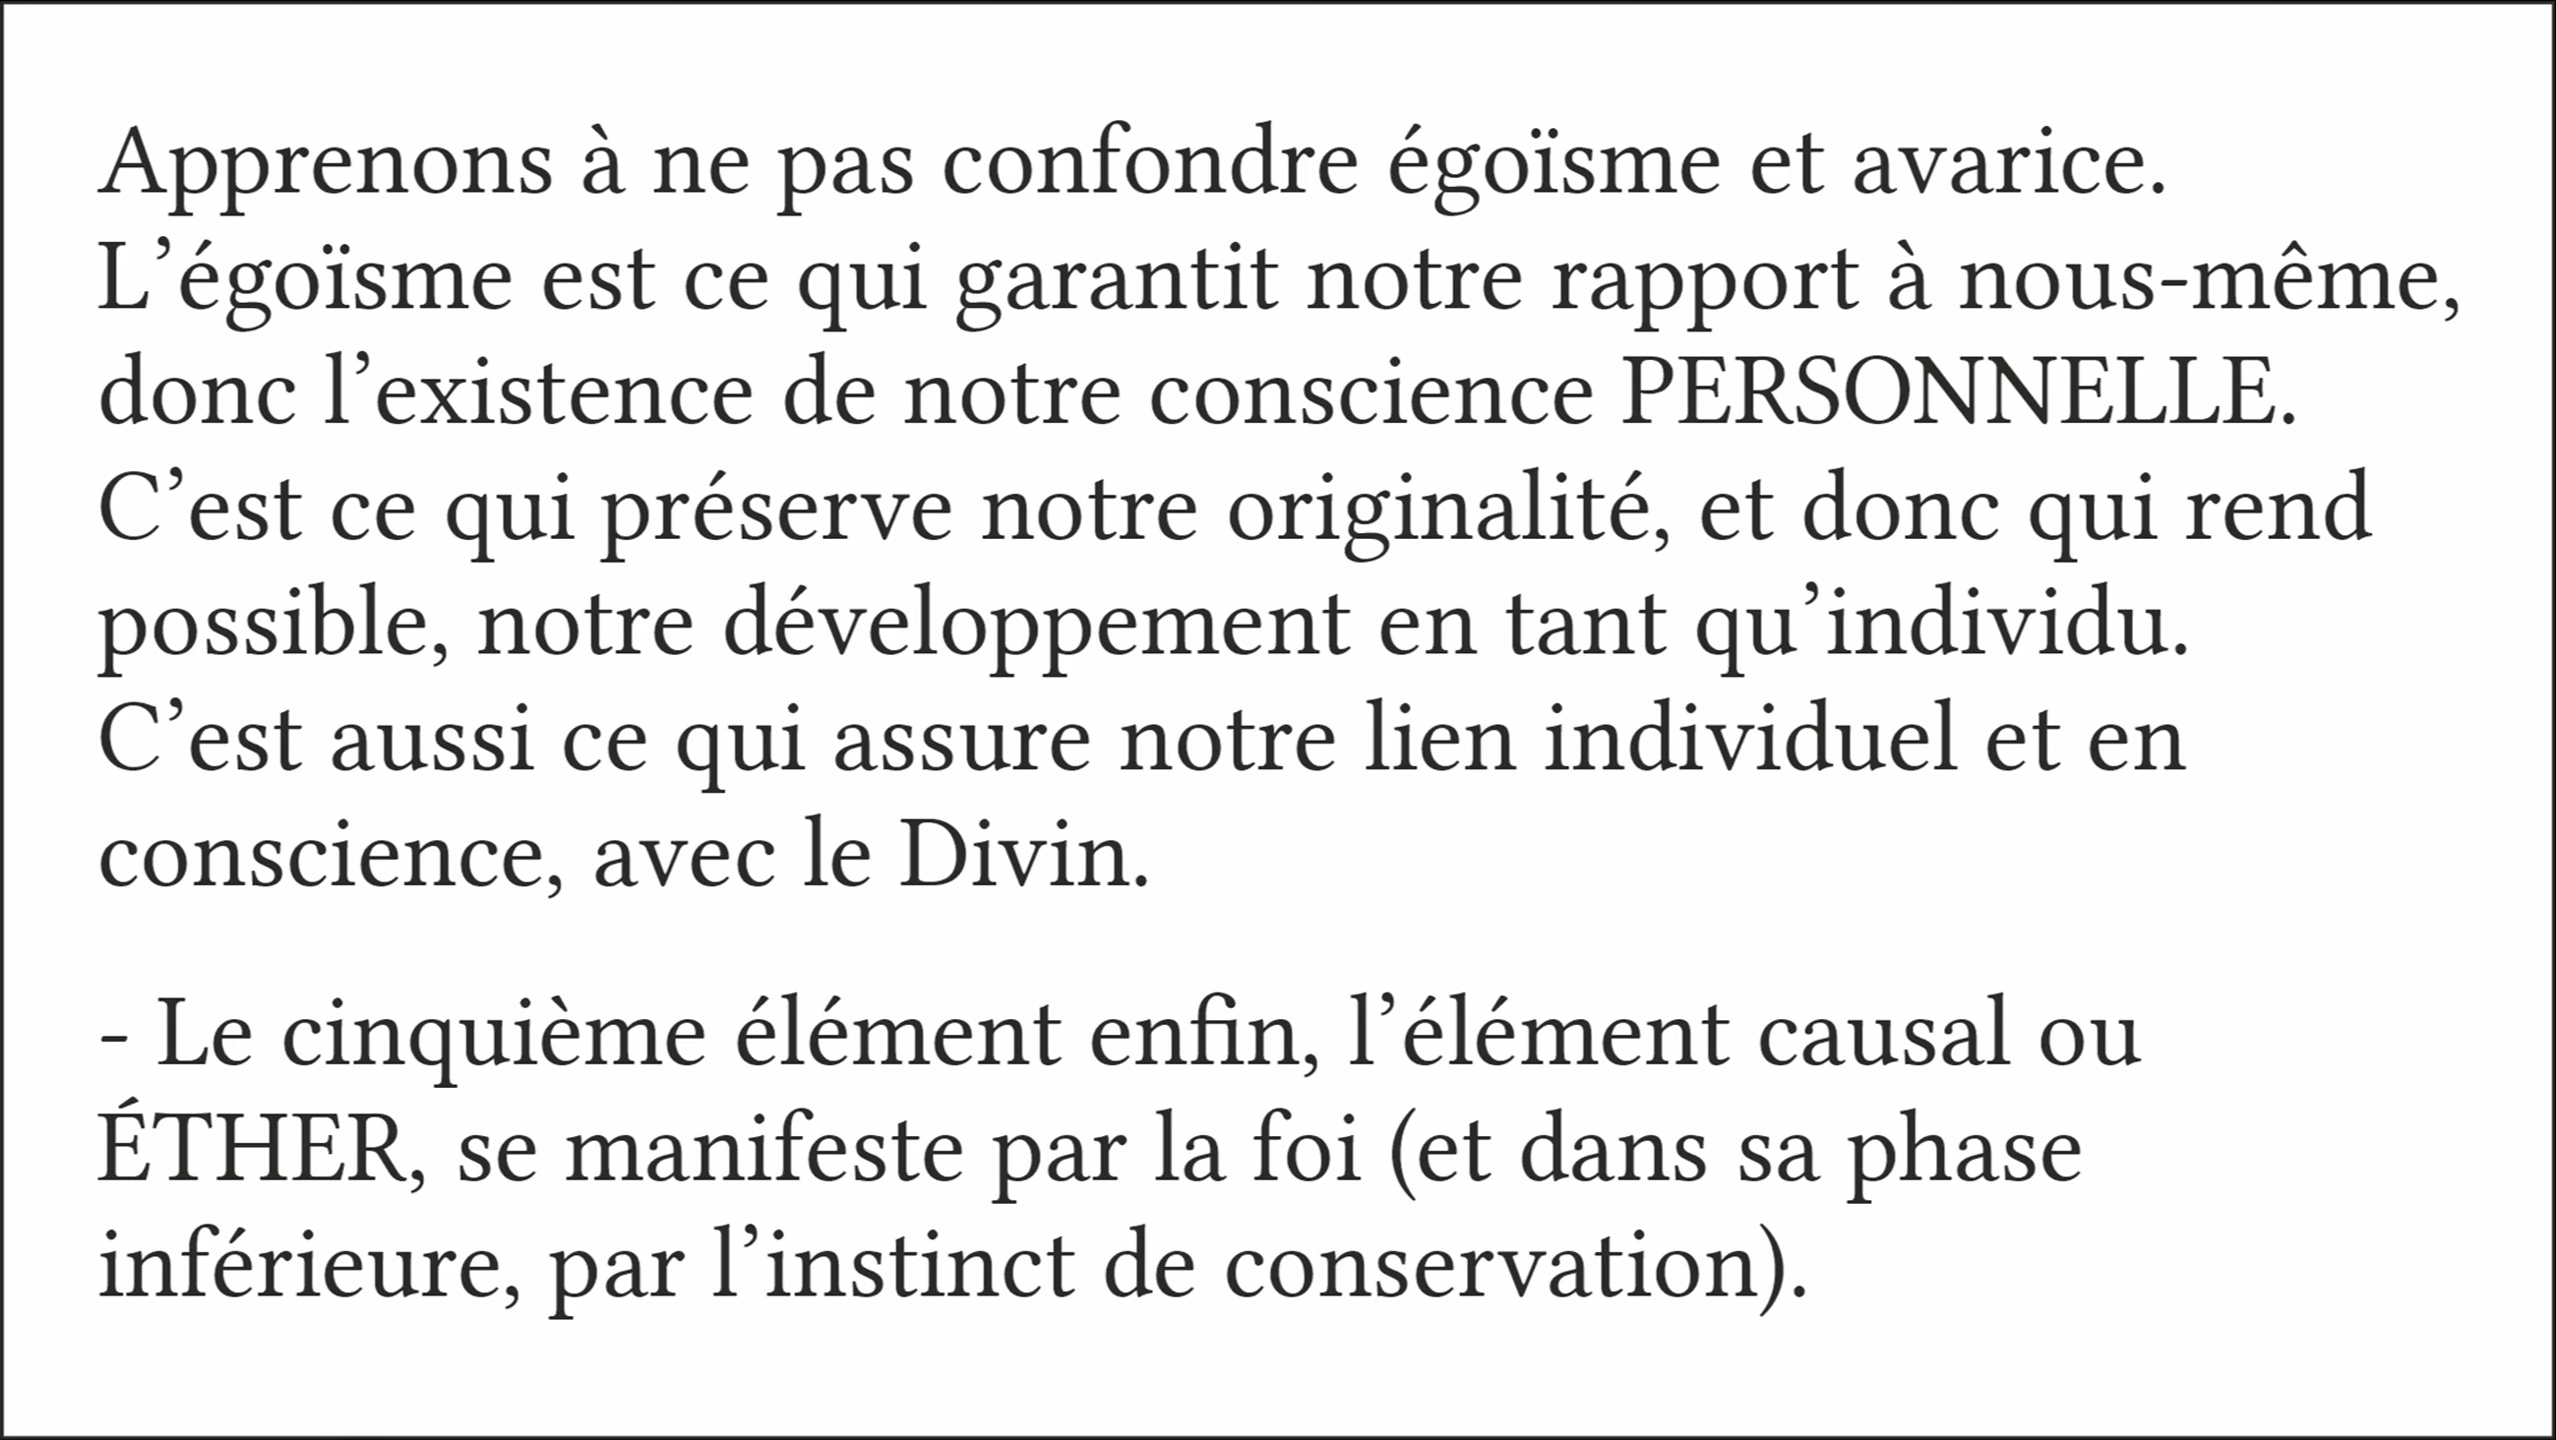 Apprenons à ne pas confondre égoïsme et avarice.
L’égoïsme est ce qui garantit notre rapport à nous-même,
donc l’existence de notre conscience PERSONNELLE.
C’est ce qui préserve notre originalité, et donc qui rend
possible, notre développement en tant qu’individu.
C’est aussi ce qui assure notre lien individuel et en
conscience, avec le Divin.
- Le cinquième élément enfin, l’élément causal ou
ÉTHER, se manifeste par la foi (et dans sa phase
inférieure, par l’instinct de conservation).